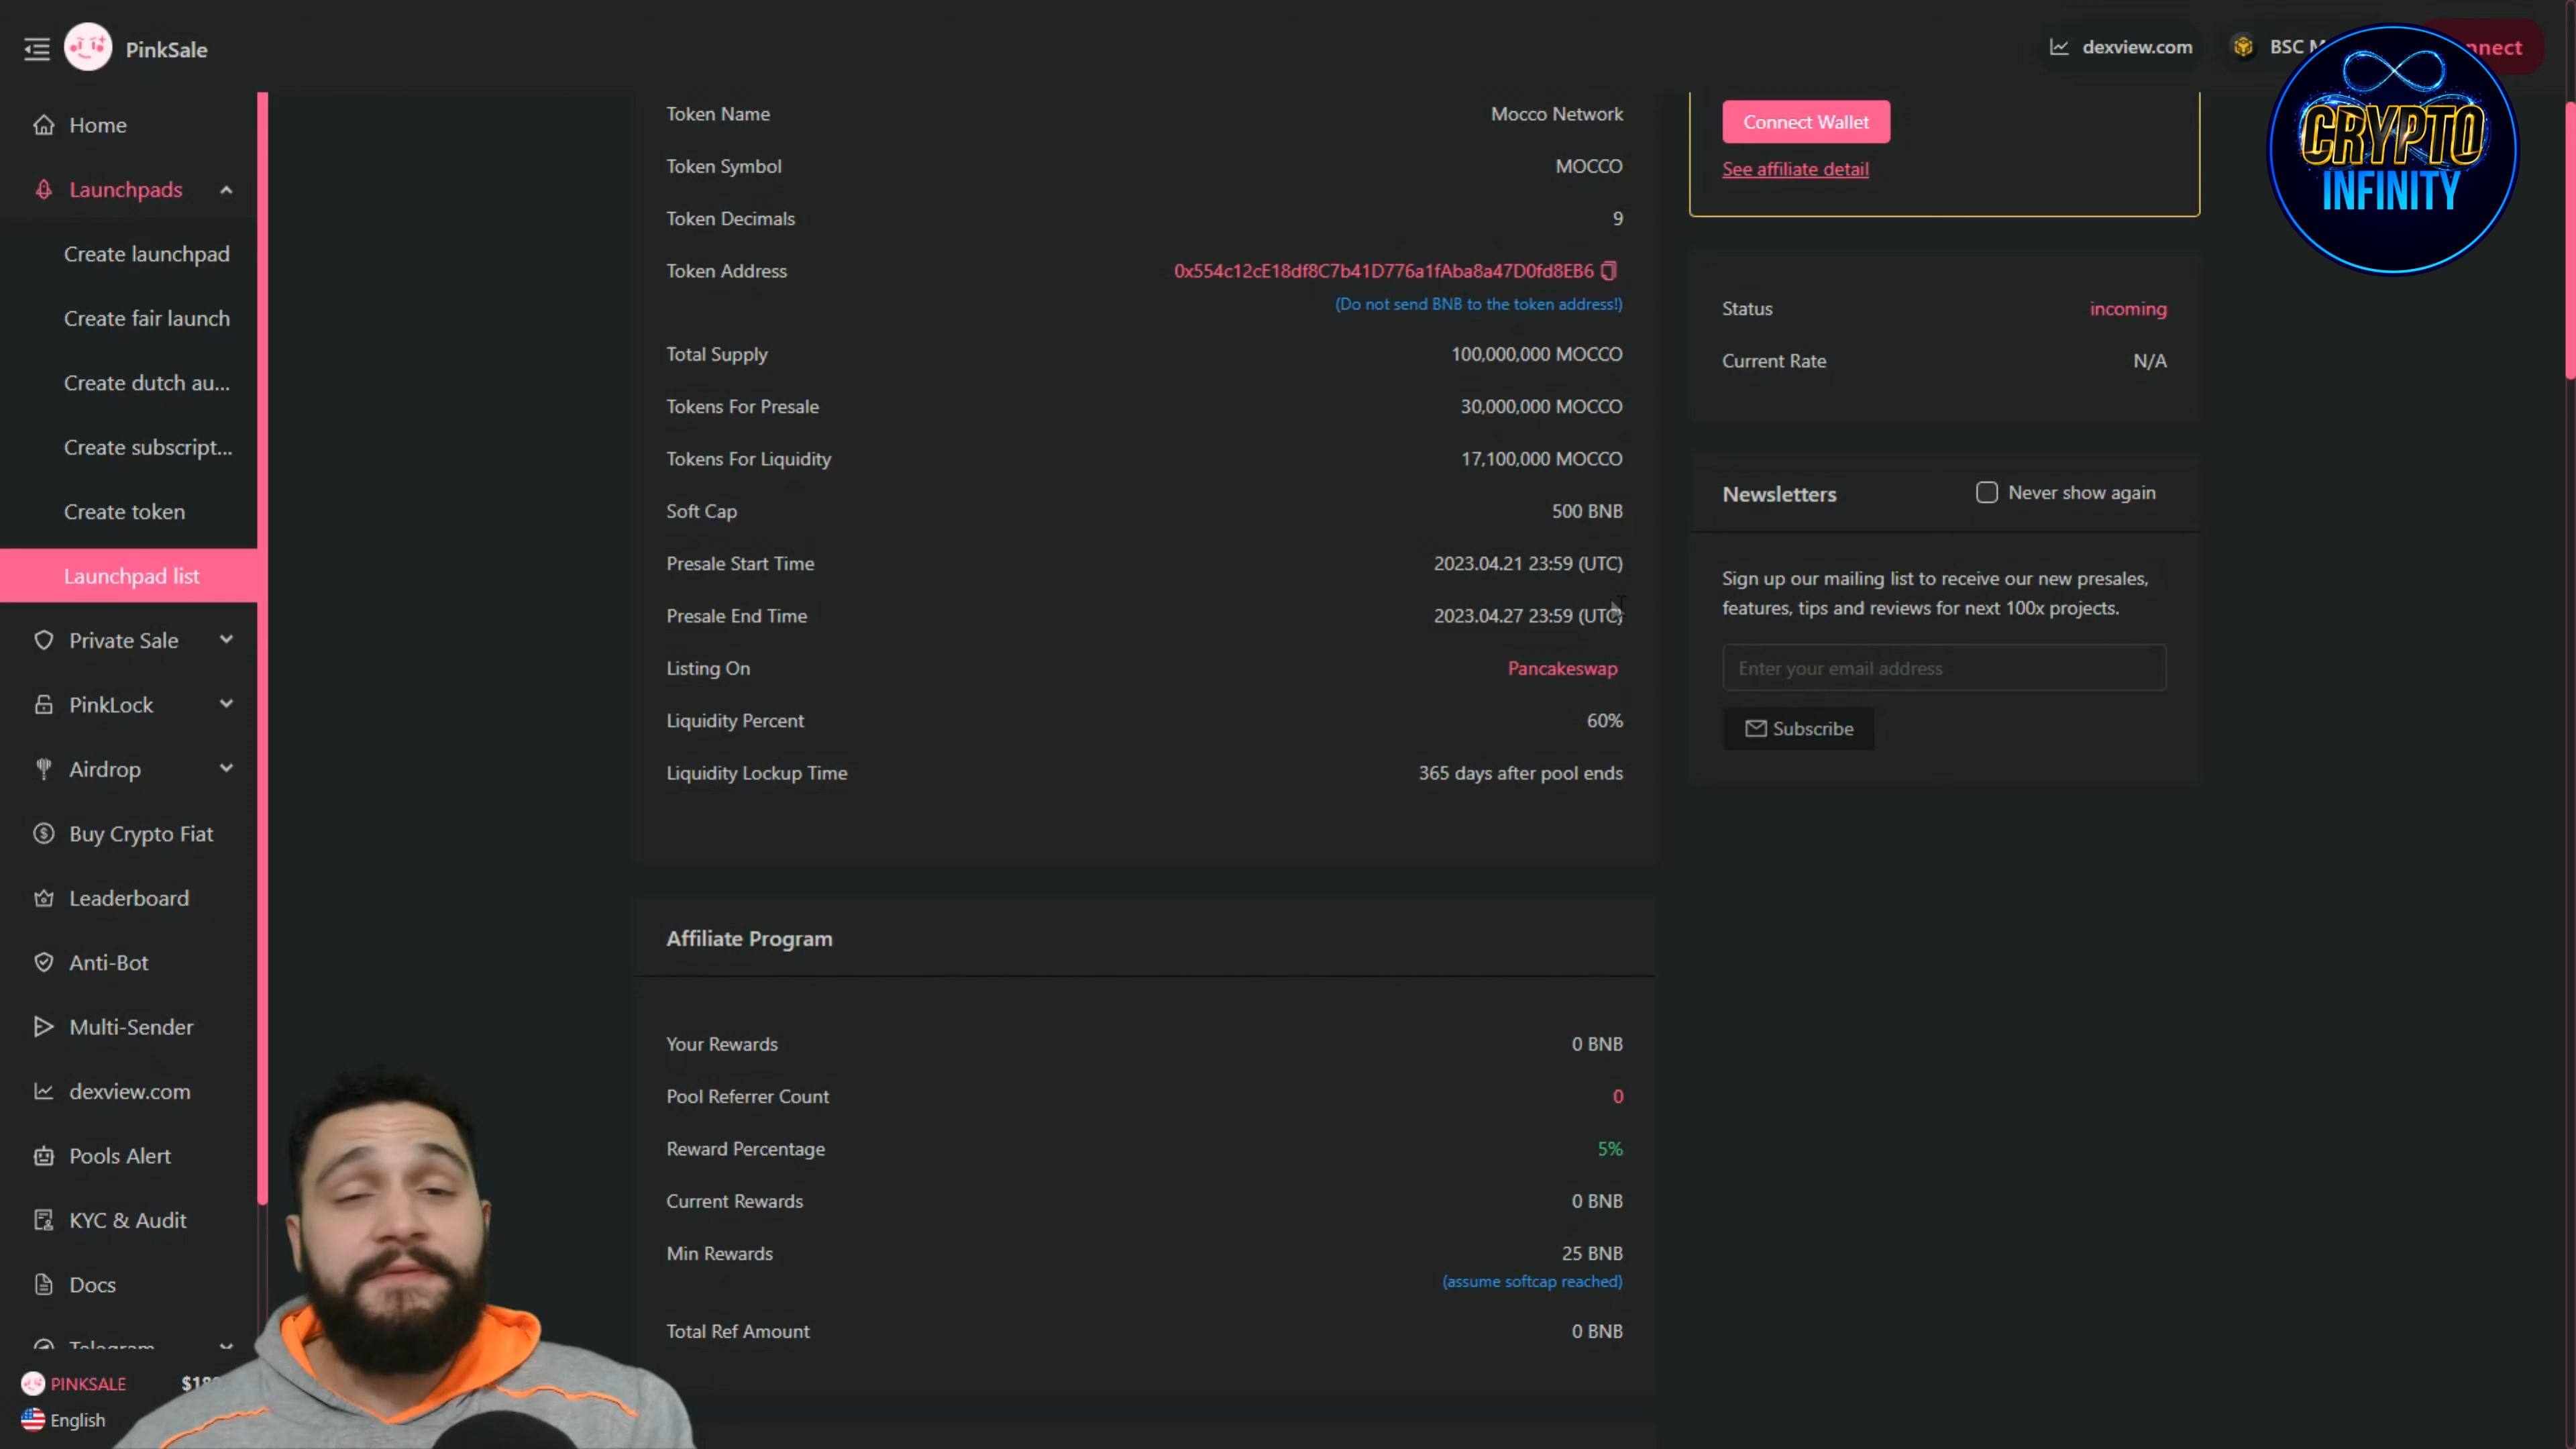 PinkSale
dexview.com
BSC
nnect
CRYPTO
INFINITY
Home
Launchpads
Create launchpad
Create fair launch
Create dutch au...
Create subscript...
Create token
Launchpad list
Private Sale
PinkLock
Airdrop
Buy Crypto Fiat
Leaderboard
Anti-Bot
Multi-Sender
dexview.com
Pools Alert
KYC & Audit
Docs
Telegram
PINKSALE
English
Token Name Mocco Network
Token Symbol MOCCO
Token Decimals 9
Token Address 0x554c12cE18df8C7b41D776a1fAba8a47D0fd8EB6
(Do not send BNB to the token address!)
Total Supply 100,000,000 MOCCO
Tokens For Presale 30,000,000 MOCCO
Tokens For Liquidity 17,100,000 MOCCO
Soft Cap 500 BNB
Presale Start Time 2023.04.21 23:59 (UTC)
Presale End Time 2023.04.27 23:59 (UTC)
Listing On Pancakeswap
Liquidity Percent 60%
Liquidity Lockup Time 365 days after pool ends
Affiliate Program
Your Rewards 0 BNB
Pool Referrer Count 0
Reward Percentage 5%
Current Rewards 0 BNB
Min Rewards 25 BNB
(assume softcap reached)
Total Ref Amount 0 BNB
Connect Wallet
See affiliate detail
Status incoming
Current Rate N/A
Newsletters Never show again
Sign up our mailing list to receive our new presales,
features, tips and reviews for next 100x projects.
Enter your email address
Subscribe